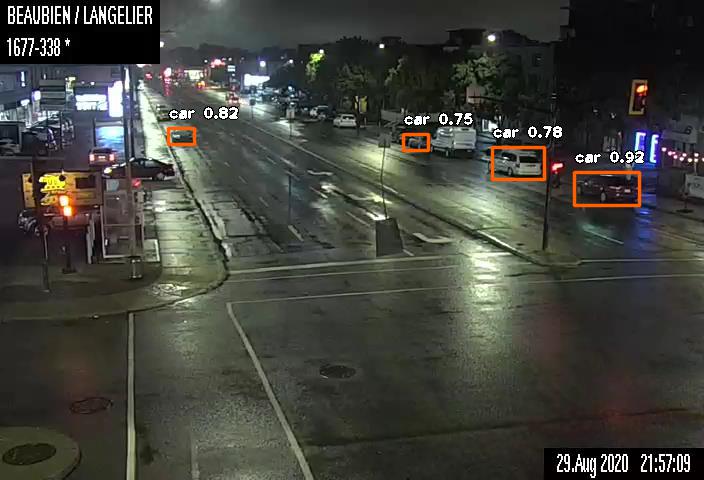 BEAUBIEN / LANGELIER
1677-338 *
car 0.82
car 0.75
car 0.78
car 0.92
29.Aug 2020 21:57:09